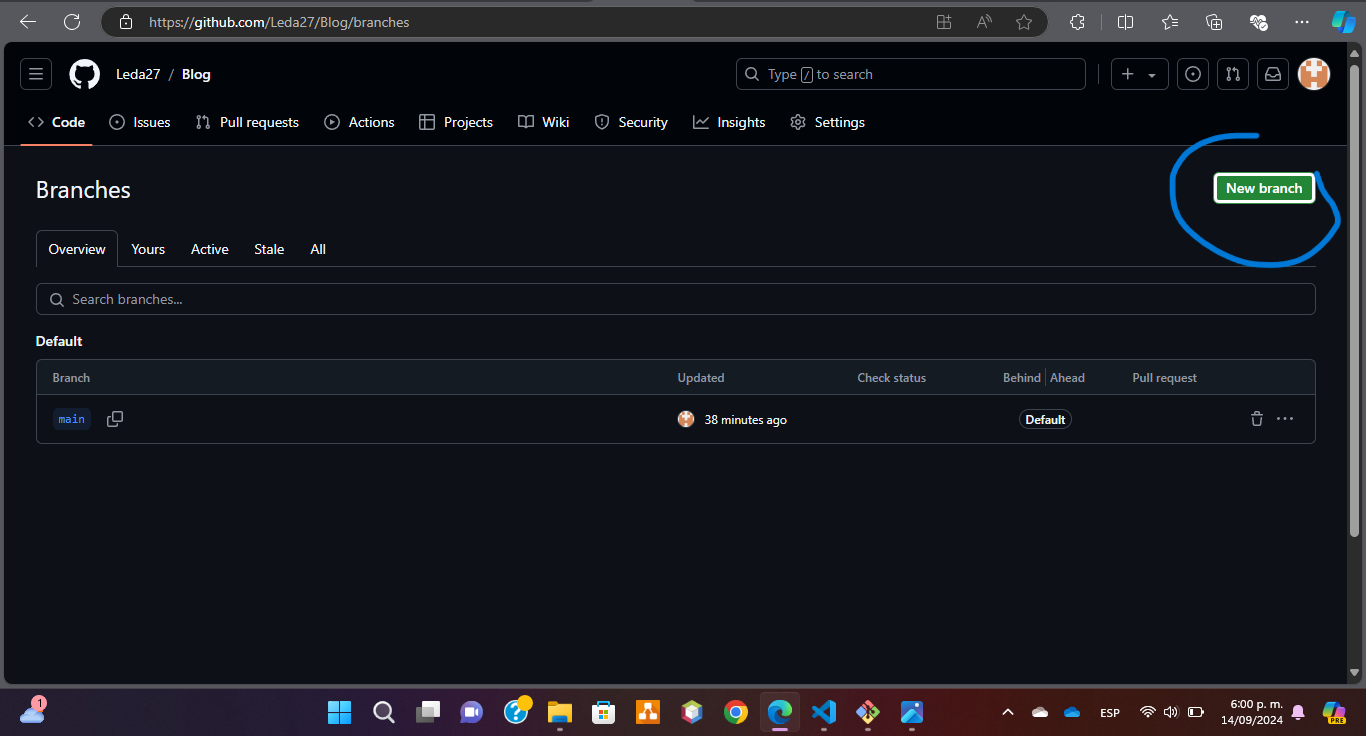 https://github.com/Leda27/Blog/branches
Leda27 / Blog
Type / to search
Code Issues Pull requests Actions Projects Wiki Security Insights Settings
Branches
New branch
Overview Yours Active Stale All
Search branches...
Default
Branch Updated Check status Behind Ahead Pull request
main 38 minutes ago Default
1
ESP
6:00 p. m.
14/09/2024
PRE